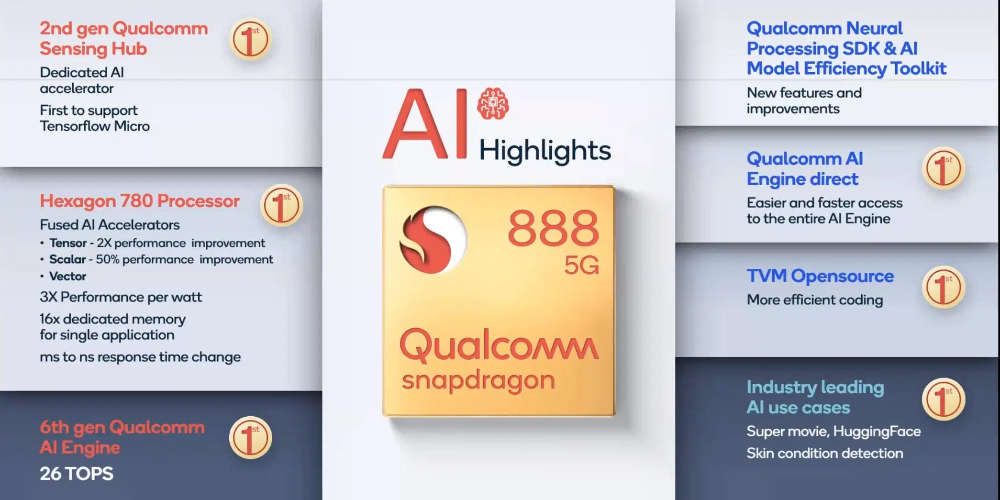 2nd gen Qualcomm
Sensing Hub
1st
Dedicated AI
accelerator
First to support
Tensorflow Micro
Hexagon 780 Processor
1st
Fused AI Accelerators
• Tensor - 2X performance improvement
• Scalar - 50% performance improvement
• Vector
3X Performance per watt
16x dedicated memory
for single application
ms to ns response time change
6th gen Qualcomm
AI Engine
1st
26 TOPS
AI
Highlights
888
5G
Qualcomm
snapdragon
Qualcomm Neural
Processing SDK & AI
Model Efficiency Toolkit
New features and
improvements
Qualcomm AI
Engine direct
1st
Easier and faster access
to the entire AI Engine
TVM Opensource
1st
More efficient coding
Industry leading
AI use cases
1st
Super movie, HuggingFace
Skin condition detection